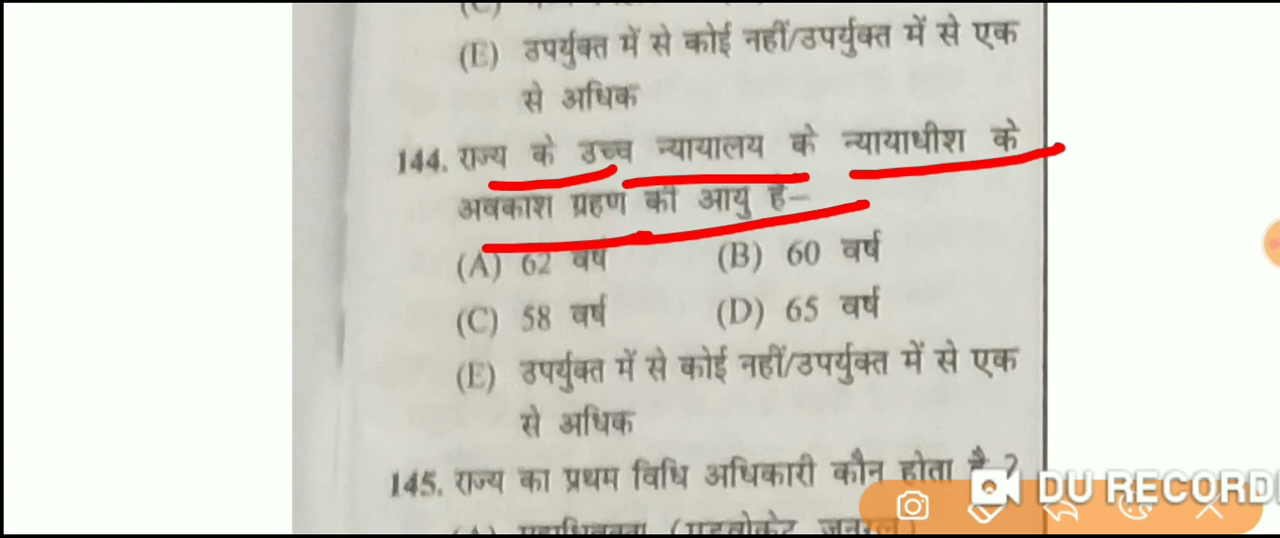 (E) उपर्युक्त में से कोई नहीं/उपर्युक्त में से एक
से अधिक
144. राज्य के उच्च न्यायालय के न्यायाधीश के
अवकाश ग्रहण की आयु है–
(A) 62 वर्ष (B) 60 वर्ष
(C) 58 वर्ष (D) 65 वर्ष
(E) उपर्युक्त में से कोई नहीं/उपर्युक्त में से एक
से अधिक
145. राज्य का प्रथम विधि अधिकारी कौन होता है ?
DU RECORD